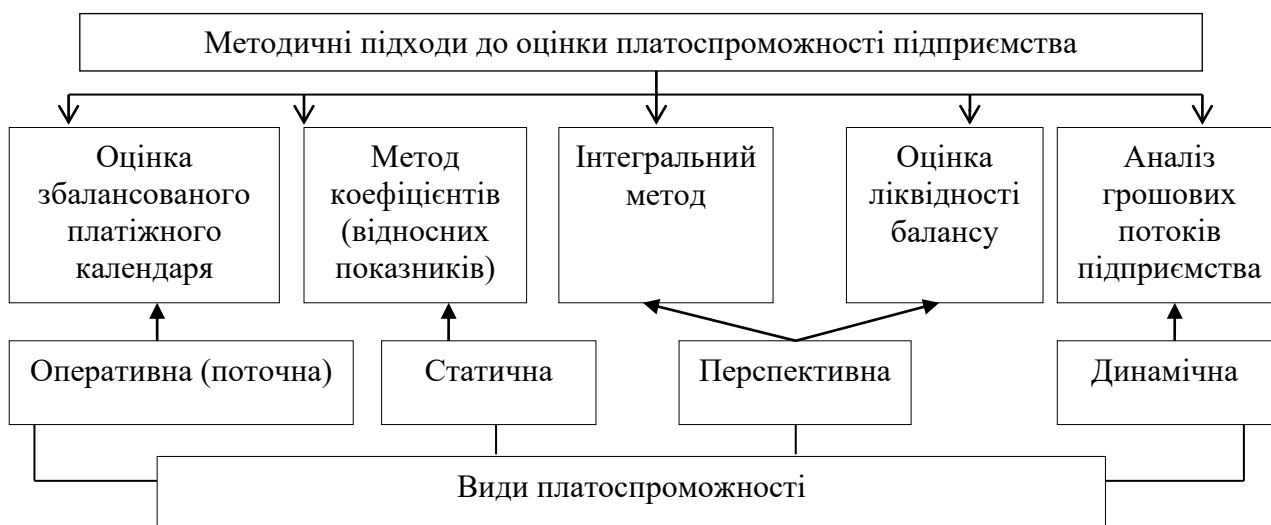 Методичні підходи до оцінки платоспроможності підприємства
Оцінка
збалансованого
платіжного
календаря
Метод
коефіцієнтів
(відносних
показників)
Інтегральний
метод
Оцінка
ліквідності
балансу
Аналіз
грошових
потоків
підприємства
Оперативна (поточна)
Статична
Перспективна
Динамічна
Види платоспроможності